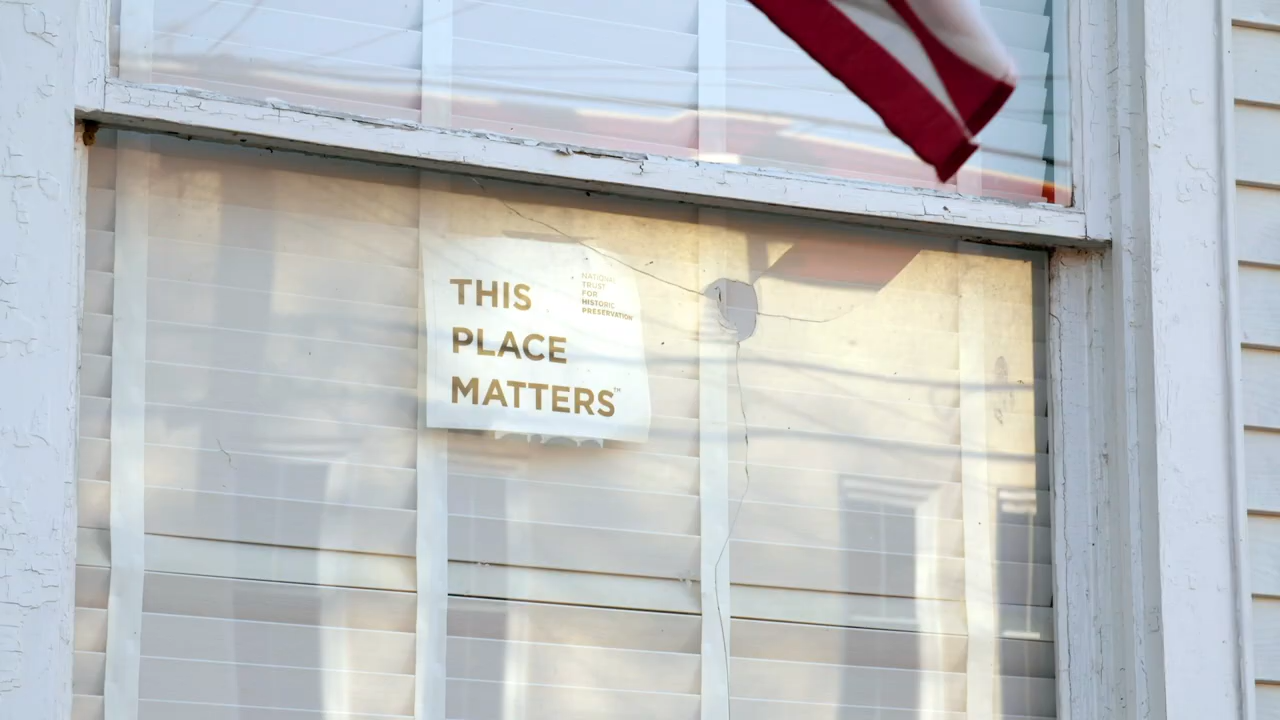 THIS
PLACE
MATTERS™
NATIONAL
TRUST
FOR
HISTORIC
PRESERVATION